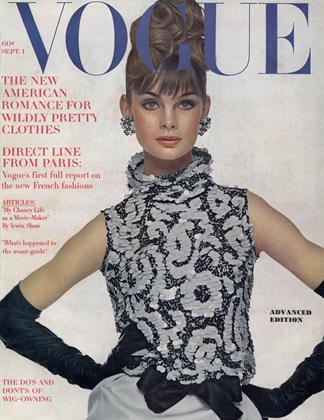 VOGUE
60¢
SEPT. 1
THE NEW
AMERICAN
ROMANCE FOR
WILDLY PRETTY
CLOTHES
DIRECT LINE
FROM PARIS:
Vogue's first full report on
the new French fashions
ARTICLES:
"My Chancy Life
as a Movie-Maker"
By Irwin Shaw
"What's happened to
the avant-garde"
ADVANCED
EDITION
THE DO'S AND
DONT'S OF
WIG-OWNING